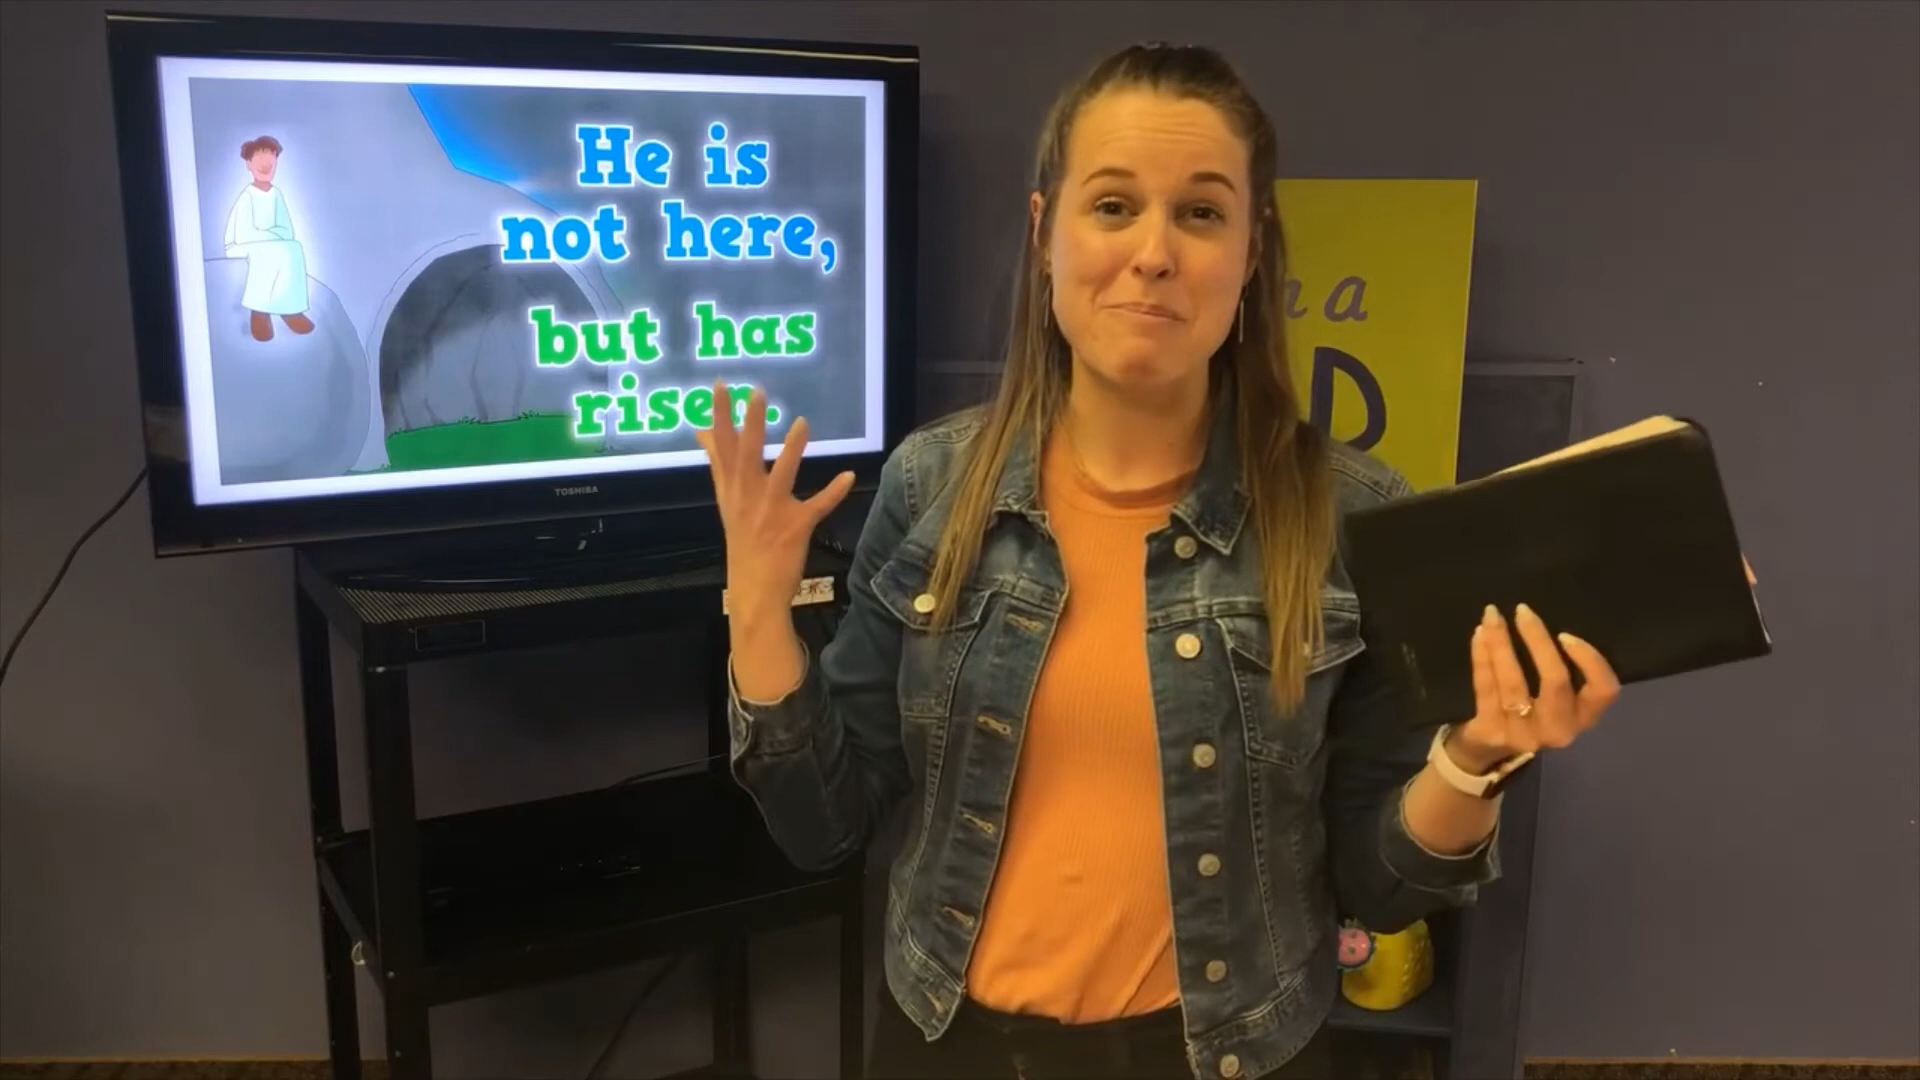 He is
not here,
but has
risen.
TOSHIBA
a
D